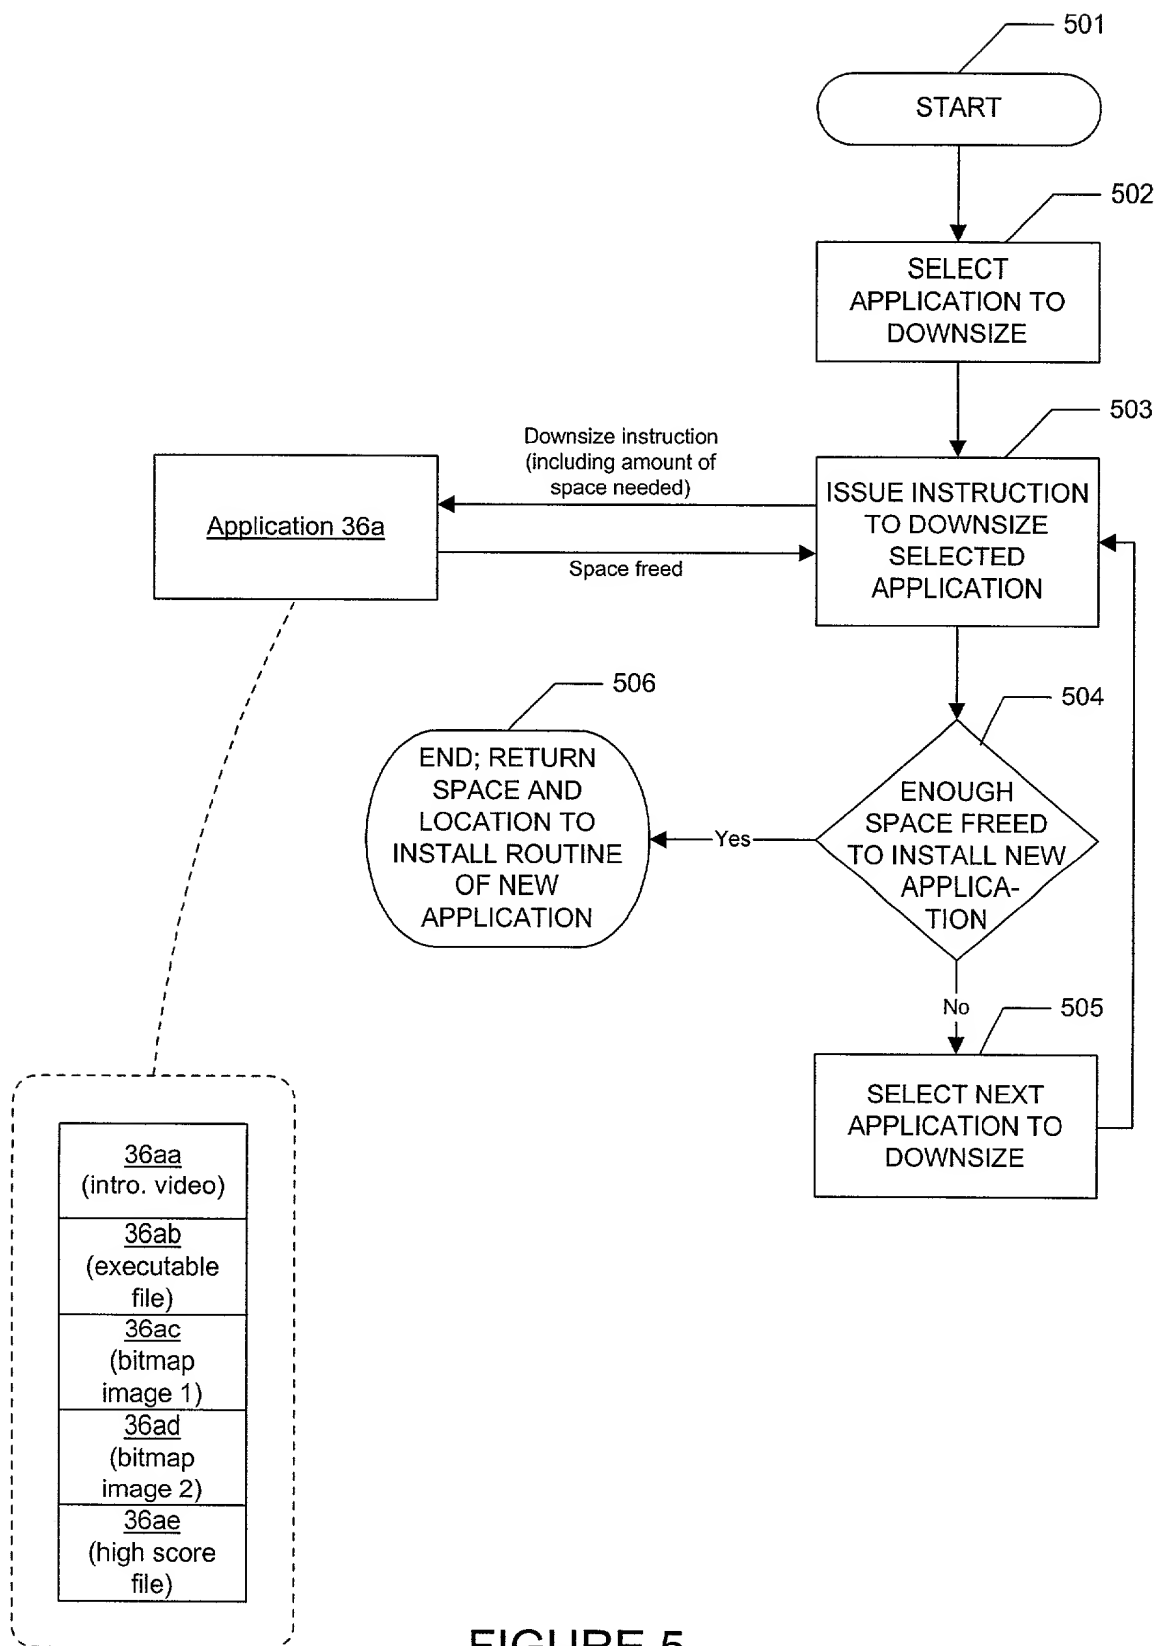 501
START
502
SELECT
APPLICATION TO
DOWNSIZE
503
Downsize instruction
(including amount of
space needed)
Application 36a
ISSUE INSTRUCTION
TO DOWNSIZE
SELECTED
APPLICATION
Space freed
506
504
END; RETURN
SPACE AND
LOCATION TO
INSTALL ROUTINE
OF NEW
APPLICATION
Yes
ENOUGH
SPACE FREED
TO INSTALL NEW
APPLICA-
TION
No
505
SELECT NEXT
APPLICATION TO
DOWNSIZE
36aa
(intro. video)
36ab
(executable
file)
36ac
(bitmap
image 1)
36ad
(bitmap
image 2)
36ae
(high score
file)
FIGURE 5